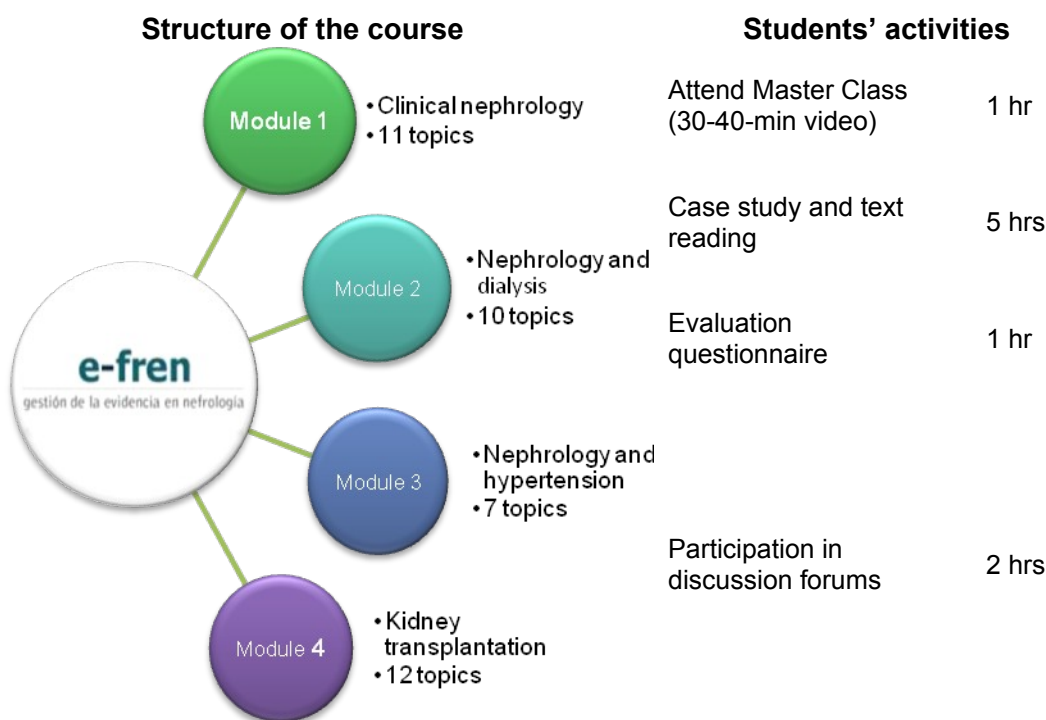 Structure of the course
Module 1
• Clinical nephrology
• 11 topics
Module 2
• Nephrology and
dialysis
• 10 topics
e-fren
gestión de la evidencia en nefrología
Module 3
• Nephrology and
hypertension
• 7 topics
Module 4
• Kidney
transplantation
• 12 topics
Students’ activities
Attend Master Class
(30-40-min video)
1 hr
Case study and text
reading
5 hrs
Evaluation
questionnaire
1 hr
Participation in
discussion forums
2 hrs